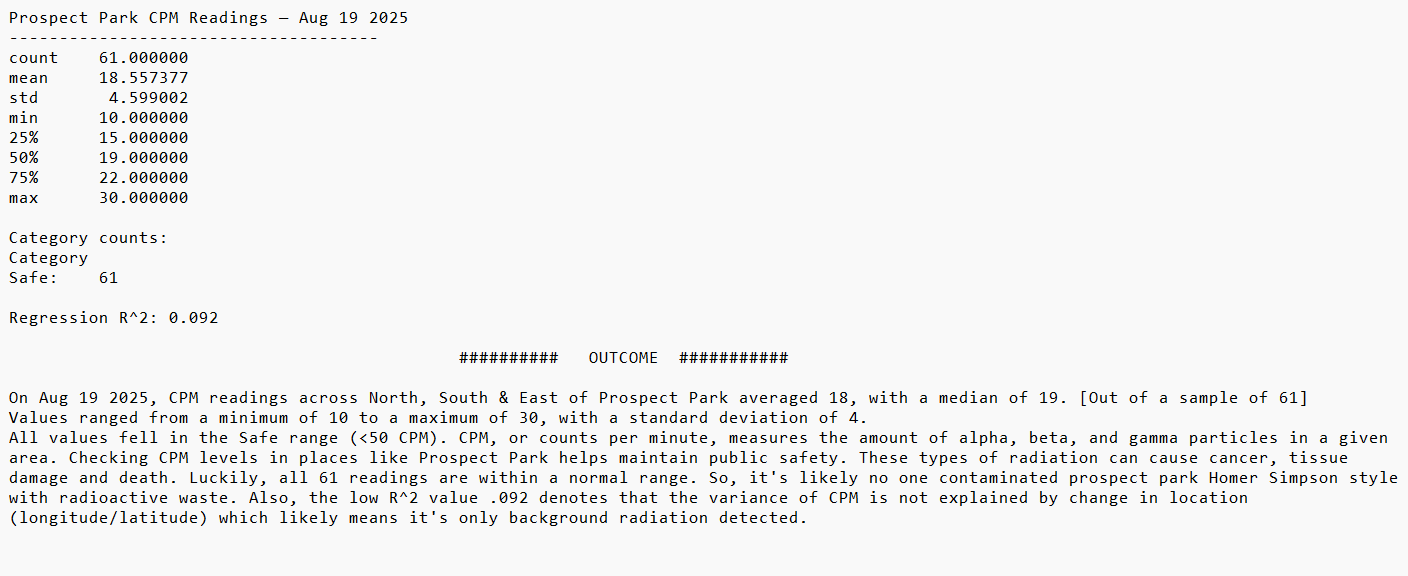 Prospect Park CPM Readings — Aug 19 2025
-------------------------------------
count    61.000000
mean     18.557377
std       4.599002
min      10.000000
25%      15.000000
50%      19.000000
75%      22.000000
max      30.000000
Category counts:
Category
Safe:    61
Regression R^2: 0.092
##########   OUTCOME  ###########
On Aug 19 2025, CPM readings across North, South & East of Prospect Park averaged 18, with a median of 19. [Out of a sample of 61]
Values ranged from a minimum of 10 to a maximum of 30, with a standard deviation of 4.
All values fell in the Safe range (<50 CPM). CPM, or counts per minute, measures the amount of alpha, beta, and gamma particles in a given
area. Checking CPM levels in places like Prospect Park helps maintain public safety. These types of radiation can cause cancer, tissue
damage and death. Luckily, all 61 readings are within a normal range. So, it's likely no one contaminated prospect park Homer Simpson style
with radioactive waste. Also, the low R^2 value .092 denotes that the variance of CPM is not explained by change in location
(longitude/latitude) which likely means it's only background radiation detected.